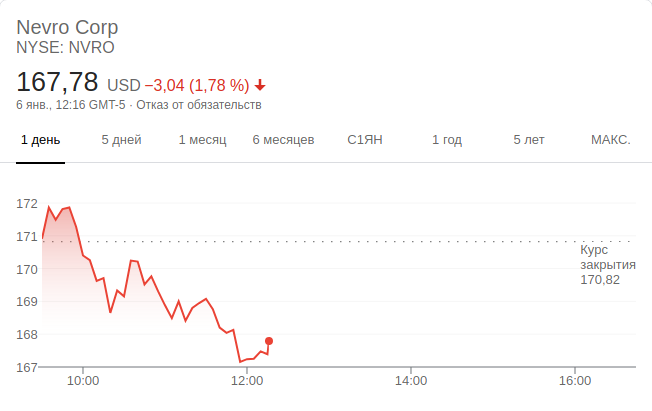 Nevro Corp
NYSE: NVRO
167,78 USD −3,04 (1,78 %)
6 янв., 12:16 GMT-5 · Отказ от обязательств
1 день 5 дней 1 месяц 6 месяцев С1ЯН 1 год 5 лет МАКС.
172
171
Курс
закрытия
170,82
170
169
168
167
10:00 12:00 14:00 16:00